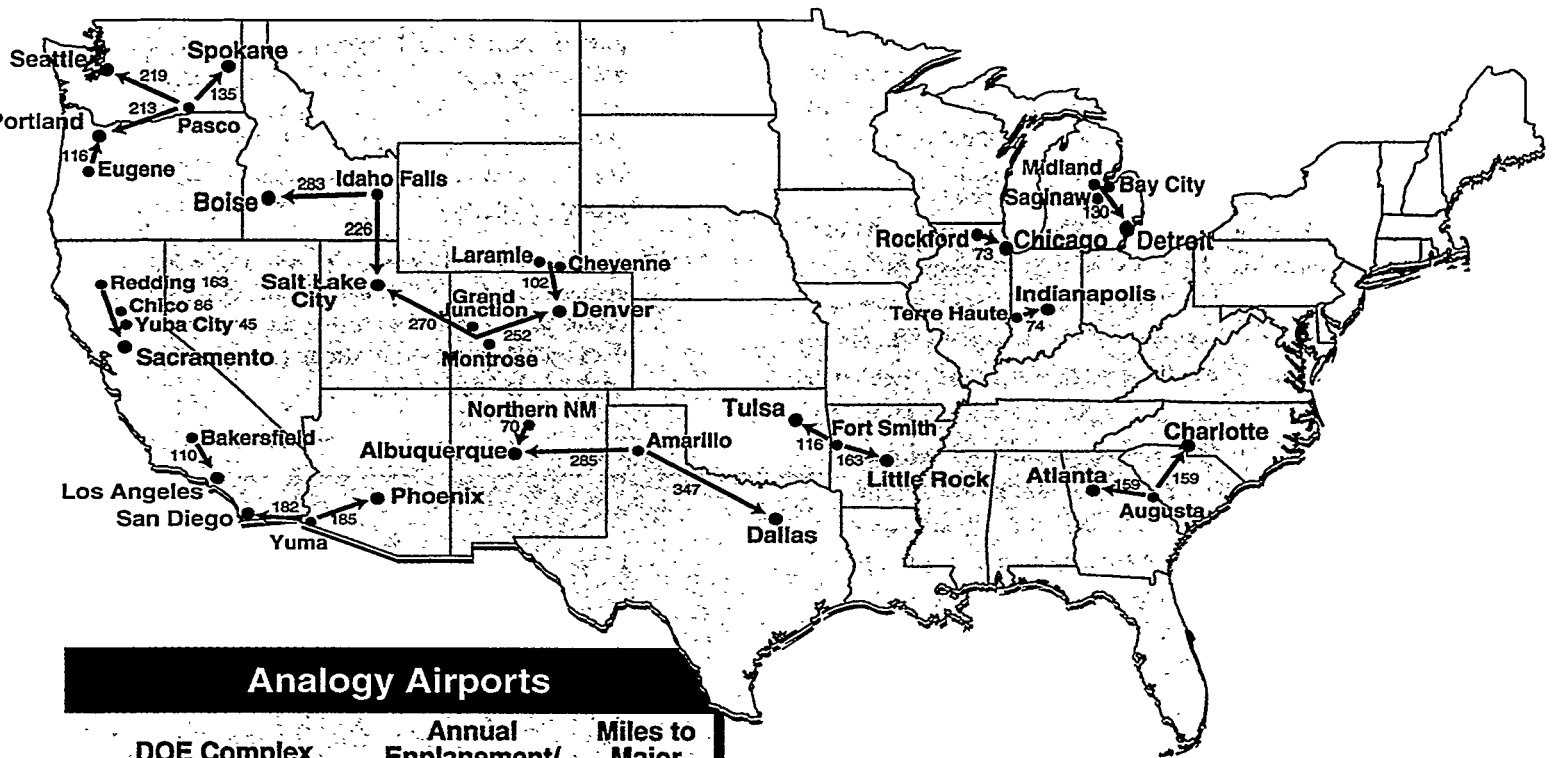 Seattle
Spokane
219
135
213
Portland
Pasco
116
Eugene
283
Idaho Falls
Boise
226
Midland
Bay City
Saginaw
130
Rockford
Chicago
Detroit
73
Laramie
Cheyenne
102
Redding 163
Salt Lake
City
Chico 86
Yuba City 45
Grand
Junction
270
252
Denver
Montrose
Sacramento
Indianapolis
Terre Haute
74
Northern NM
70
Tulsa
Bakersfield
110
Albuquerque
285
Amarillo
Fort Smith
116
163
Little Rock
Charlotte
Los Angeles
San Diego
182
185
Phoenix
Yuma
347
Dallas
Atlanta
159
159
Augusta
Analogy Airports
DOE Complex
Annual
Enplanement/
Miles to
Major